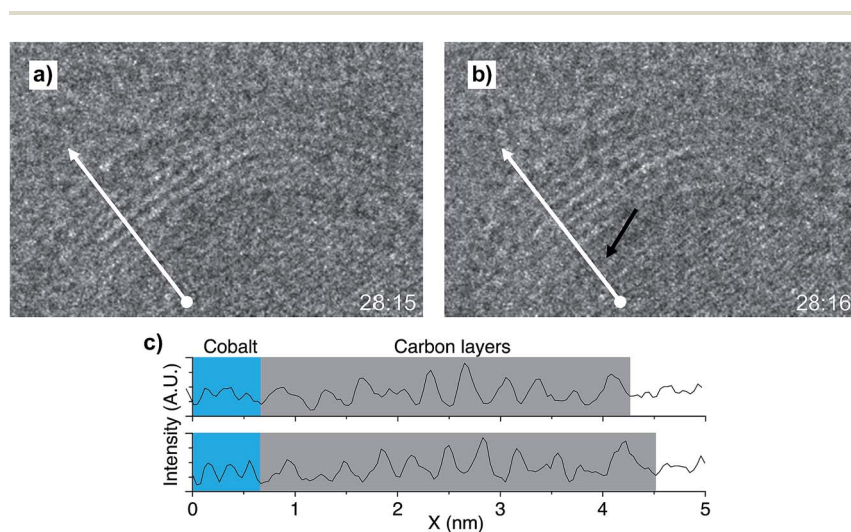 a)
28:15
b)
28:16
c)
Cobalt
Carbon layers
Intensity (A.U.)
0 1 2 3 4 5
X (nm)